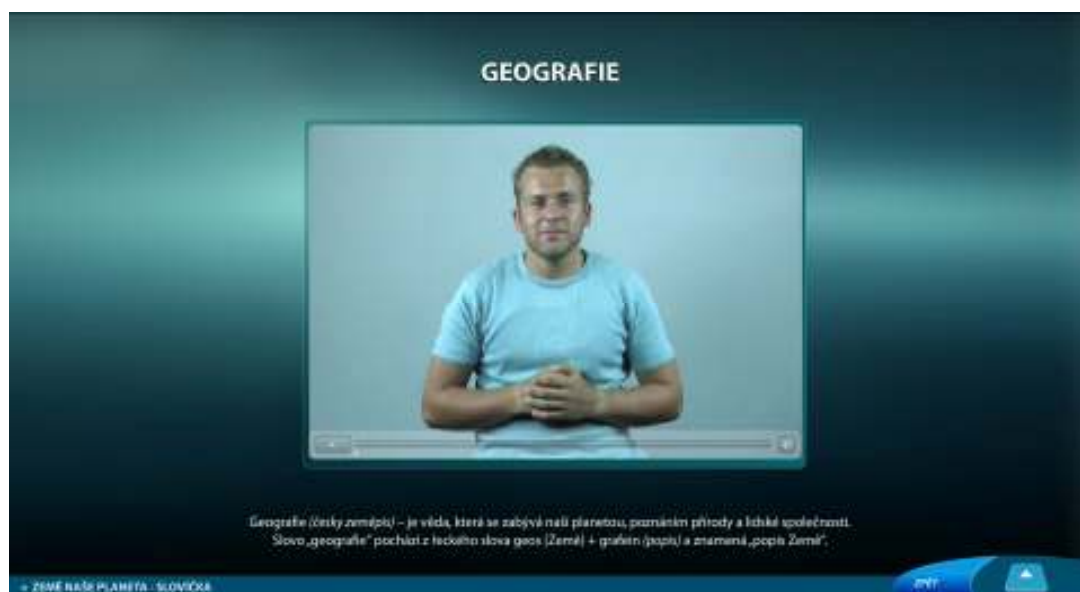 GEOGRAFIE
Geografie (česky zeměpis) – je věda, která se zabývá naší planetou, poznáním přírody a lidské společnosti.
Slovo „geografie“ pochází z řeckého slova geos (Země) + grafein (popis) a znamená „popis Země“.
ZEMĚ NAŠE PLANETA - SLOVÍČKA
ZPĚT